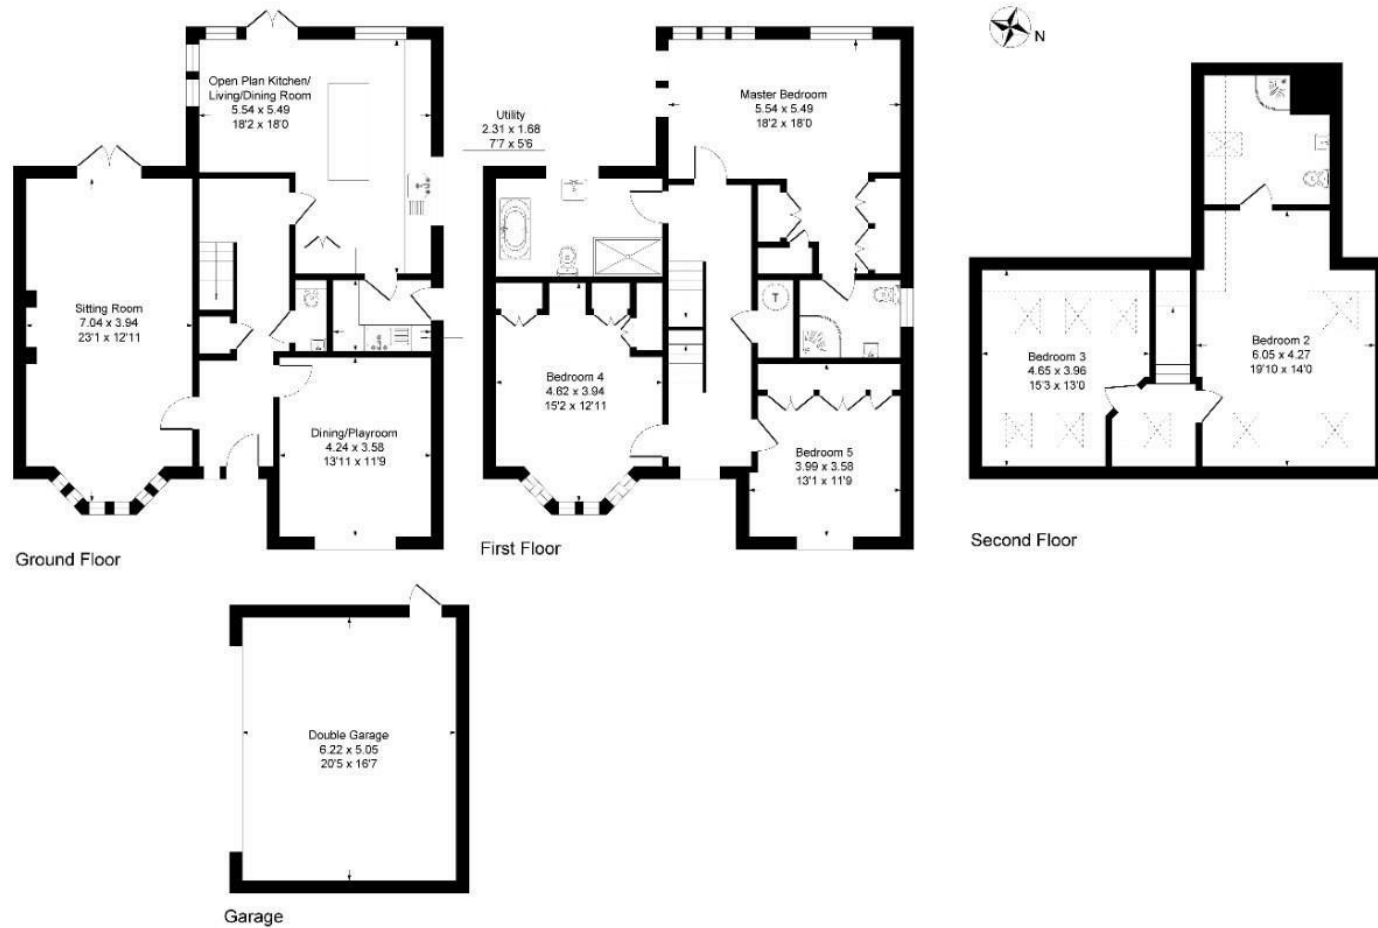 Open Plan Kitchen/
Living/Dining Room
5.54 x 5.49
18'2 x 18'0
Sitting Room
7.04 x 3.94
23'1 x 12'11
Dining/Playroom
4.24 x 3.58
13'11 x 11'9
Ground Floor
Utility
2.31 x 1.68
7'7 x 5'6
Master Bedroom
5.54 x 5.49
18'2 x 18'0
T
Bedroom 4
4.62 x 3.94
15'2 x 12'11
Bedroom 5
3.99 x 3.58
13'1 x 11'9
First Floor
N
Bedroom 3
4.65 x 3.96
15'3 x 13'0
Bedroom 2
6.05 x 4.27
19'10 x 14'0
Second Floor
Double Garage
6.22 x 5.05
20'5 x 16'7
Garage